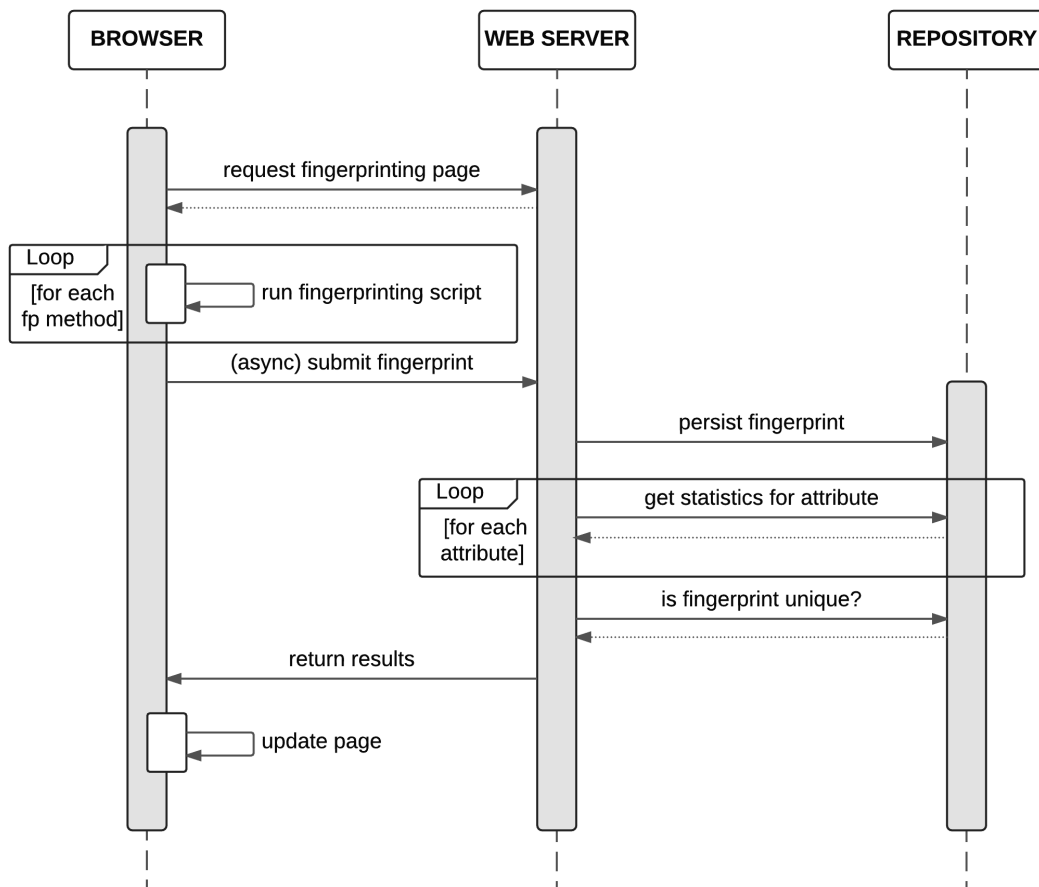 BROWSER
WEB SERVER
REPOSITORY
request fingerprinting page
Loop
[for each
fp method]
run fingerprinting script
(async) submit fingerprint
persist fingerprint
Loop
[for each
attribute]
get statistics for attribute
is fingerprint unique?
return results
update page